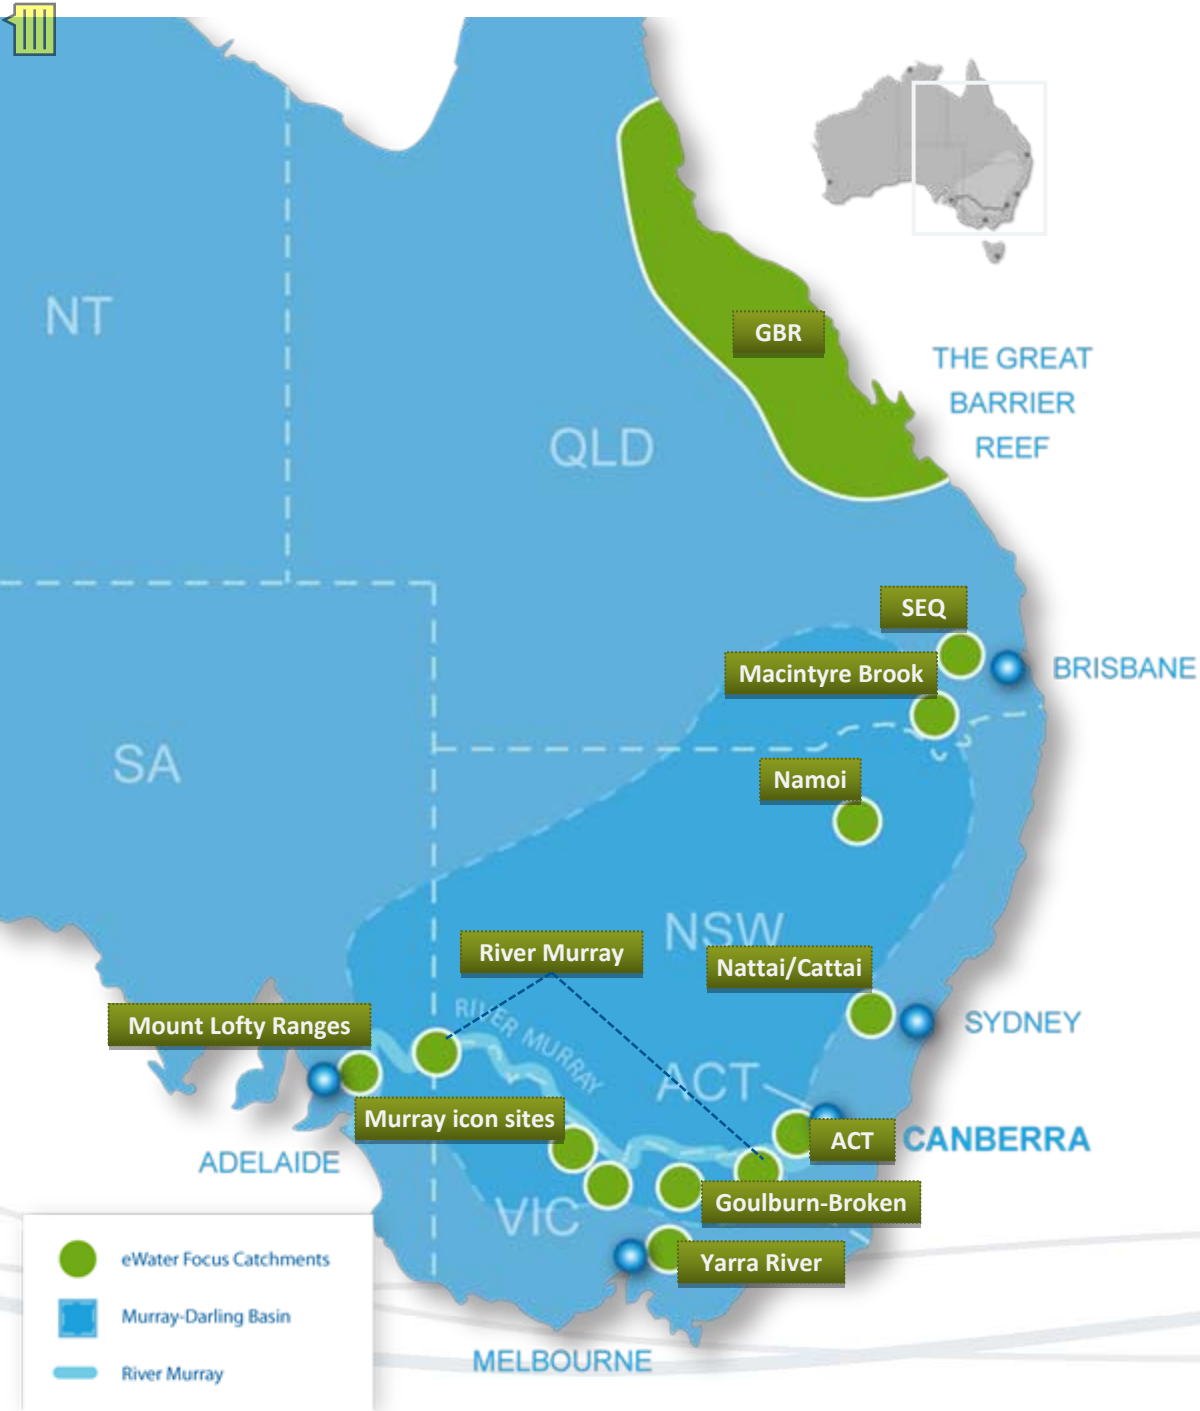 NT
GBR
THE GREAT
BARRIER
REEF
QLD
SEQ
BRISBANE
Macintyre Brook
SA
Namoi
NSW
River Murray
Nattai/Cattai
RIVER MURRAY
SYDNEY
Mount Lofty Ranges
ACT
Murray icon sites
ACT
CANBERRA
ADELAIDE
Goulburn-Broken
VIC
Yarra River
eWater Focus Catchments
Murray-Darling Basin
MELBOURNE
River Murray